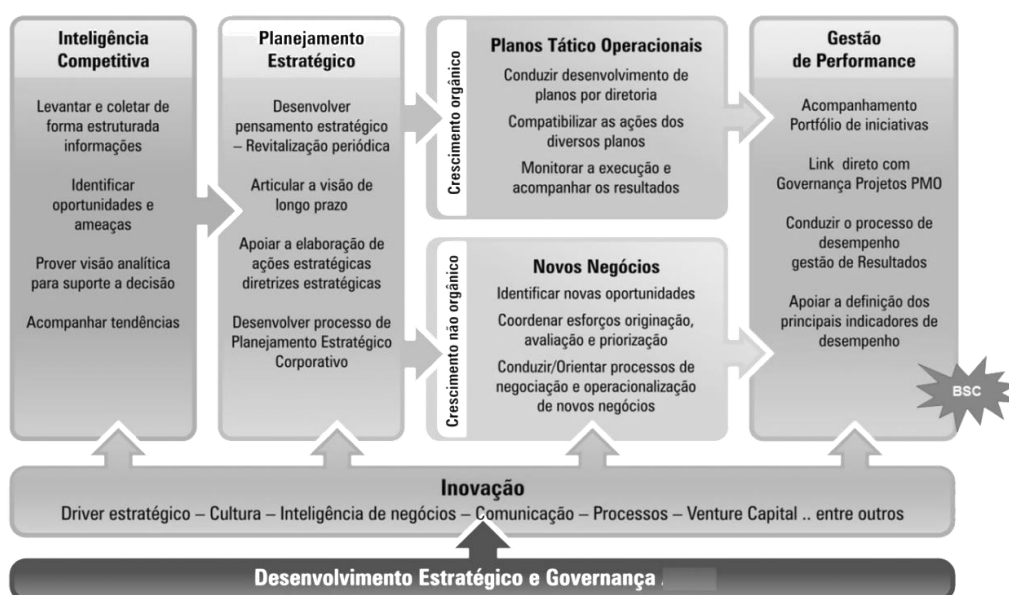 Inteligência
Competitiva
Levantar e coletar de
forma estruturada
informações
Identificar
oportunidades e
ameaças
Prover visão analítica
para suporte a decisão
Acompanhar tendências
Planejamento
Estratégico
Desenvolver
pensamento estratégico
– Revitalização periódica
Articular a visão de
longo prazo
Apoiar a elaboração de
ações estratégicas
diretrizes estratégicas
Desenvolver processo de
Planejamento Estratégico
Corporativo
Crescimento orgânico
Planos Tático Operacionais
Conduzir desenvolvimento de
planos por diretoria
Compatibilizar as ações dos
diversos planos
Monitorar a execução e
acompanhar os resultados
Crescimento não orgânico
Novos Negócios
Identificar novas oportunidades
Coordenar esforços originação,
avaliação e priorização
Conduzir/Orientar processos de
negociação e operacionalização
de novos negócios
Gestão
de Performance
Acompanhamento
Portfólio de iniciativas
Link direto com
Governança Projetos PMO
Conduzir o processo de
desempenho
gestão de Resultados
Apoiar a definição dos
principais indicadores de
desempenho
BSC
Inovação
Driver estratégico – Cultura – Inteligência de negócios – Comunicação – Processos – Venture Capital .. entre outros
Desenvolvimento Estratégico e Governança